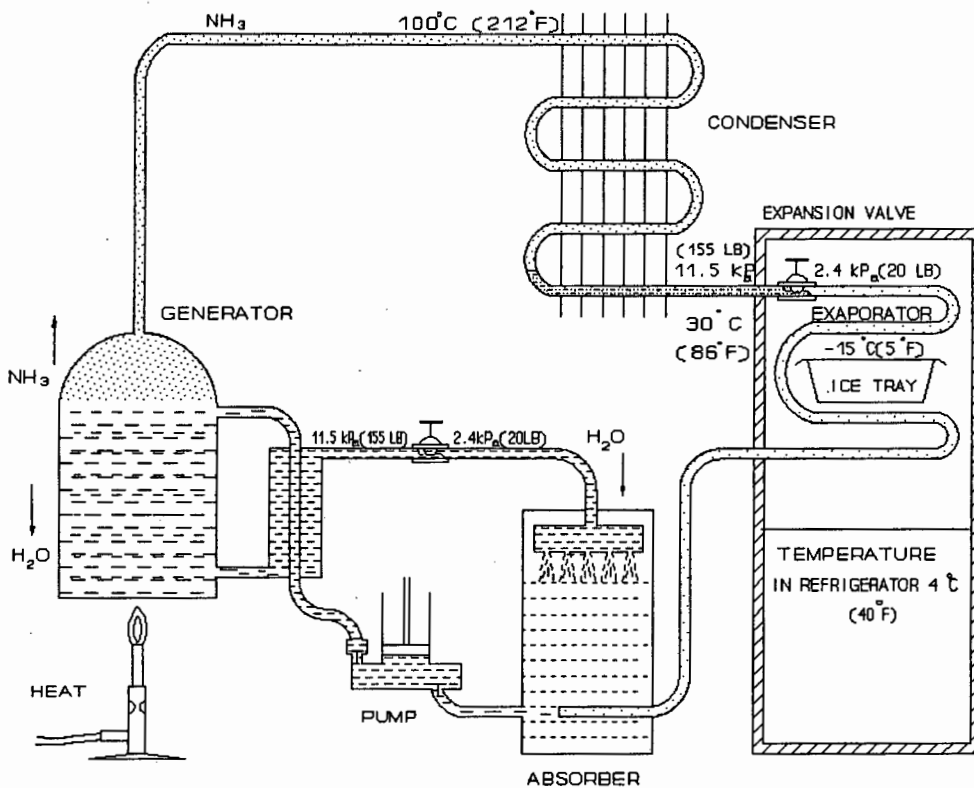 NH3 100°C (212°F)
CONDENSER
EXPANSION VALVE
(155 LB)
11.5 kPa 2.4 kPa(20 LB)
GENERATOR
EXAPORATOR
30°C
(86°F)
-15°C(5°F)
NH3
ICE TRAY
11.5 kPa(155 LB) 2.4kPa(20LB)
H2O
H2O
TEMPERATURE
IN REFRIGERATOR 4°C
(40°F)
HEAT
PUMP
ABSORBER